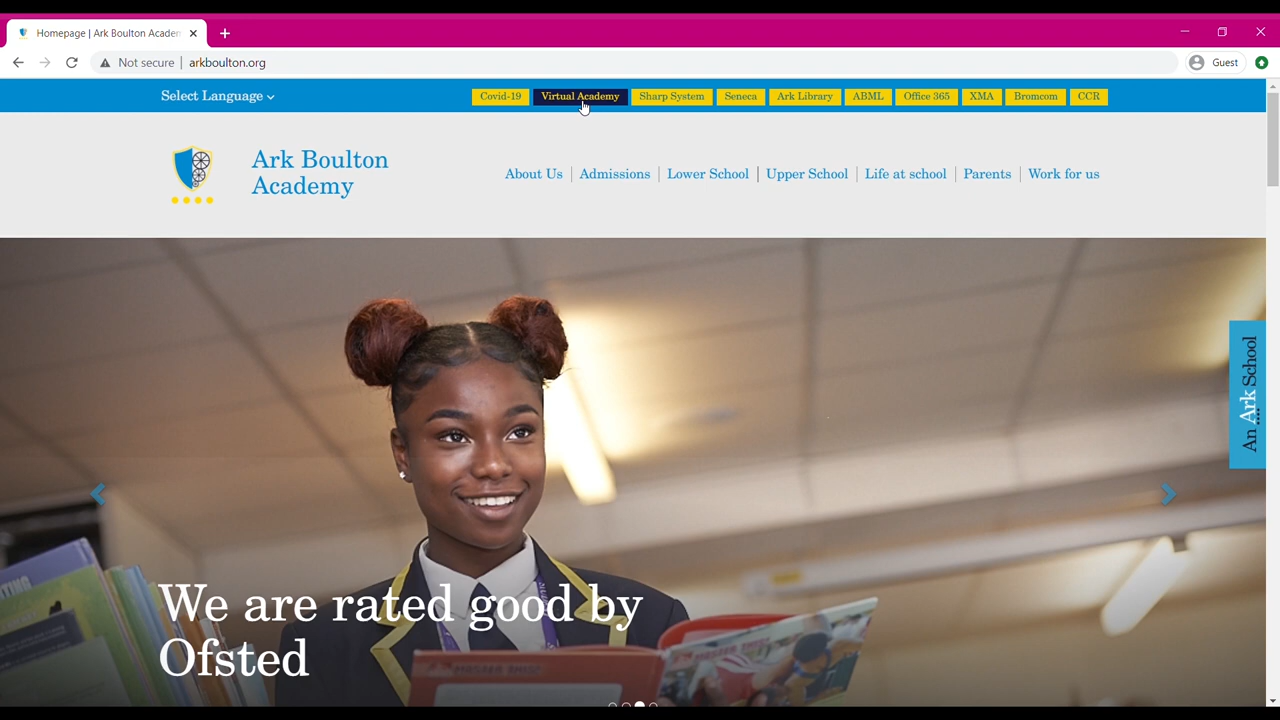 Homepage | Ark Boulton Academ
Not secure | arkboulton.org
Guest
Select Language
Covid-19 Virtual Academy Sharp System Seneca Ark Library ABML Office 365 XMA Bromcom CCR
Ark Boulton
Academy
About Us Admissions Lower School Upper School Life at school Parents Work for us
An Ark School
We are rated good by
Ofsted